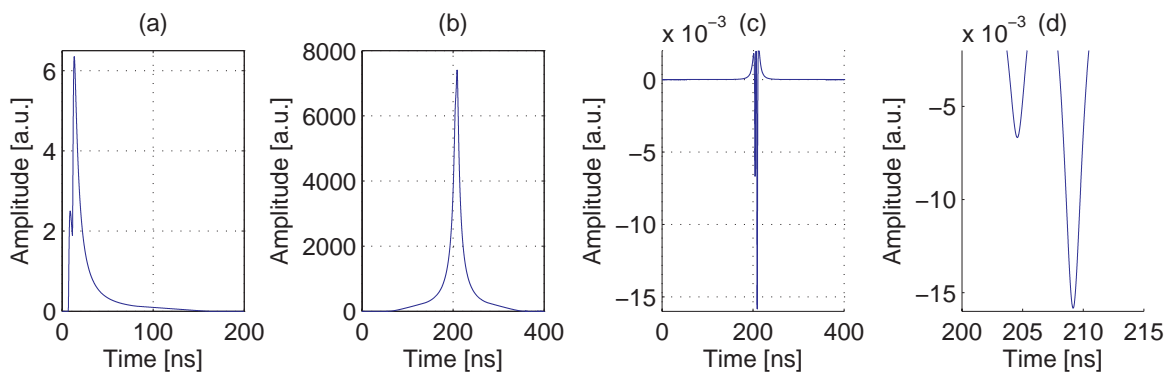 (a)
(b)
× 10⁻³ (c)
× 10⁻³ (d)
Amplitude [a.u.]
6
4
2
0
0 100 200
Time [ns]
Amplitude [a.u.]
8000
6000
4000
2000
0
0 200 400
Time [ns]
Amplitude [a.u.]
0
−5
−10
−15
0 200 400
Time [ns]
Amplitude [a.u.]
−5
−10
−15
200 205 210 215
Time [ns]